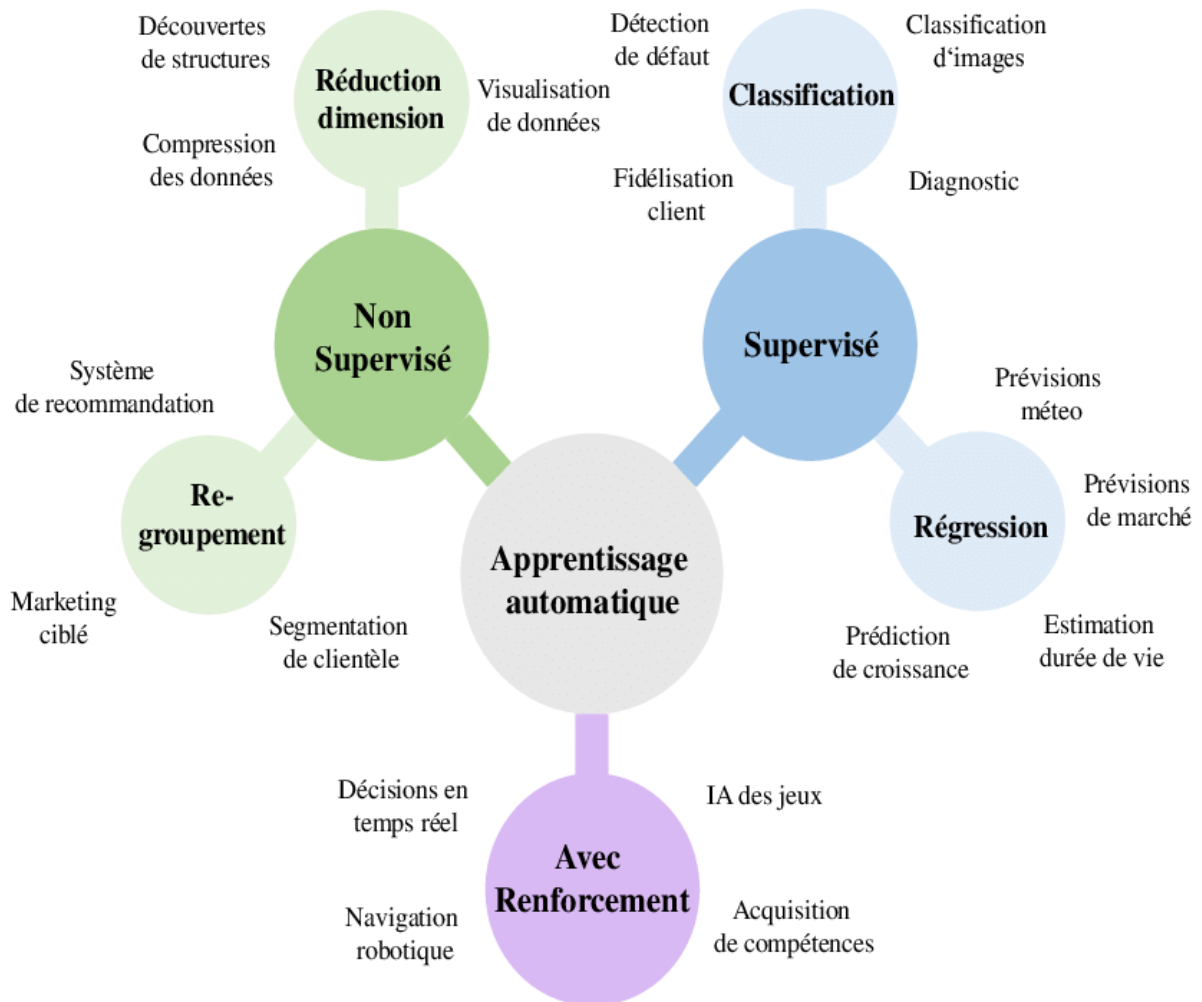 Découvertes
de structures
Réduction
dimension
Visualisation
de données
Compression
des données
Détection
de défaut
Classification
d‘images
Classification
Fidélisation
client
Diagnostic
Non
Supervisé
Supervisé
Système
de recommandation
Re-
groupement
Marketing
ciblé
Segmentation
de clientèle
Apprentissage
automatique
Prévisions
méteo
Régression
Prévisions
de marché
Prédiction
de croissance
Estimation
durée de vie
Décisions en
temps réel
IA des jeux
Avec
Renforcement
Navigation
robotique
Acquisition
de compétences